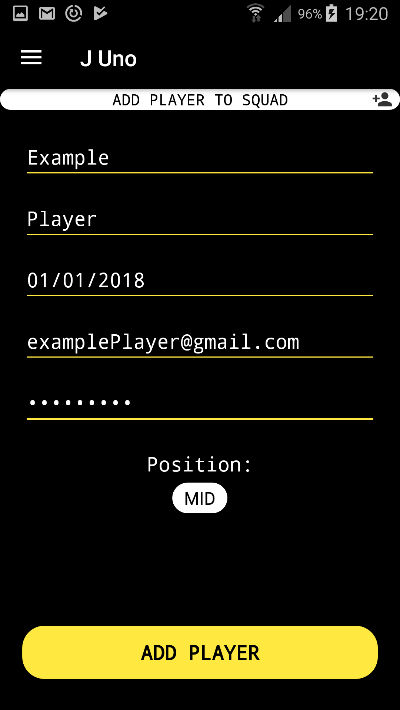 96% 19:20
J Uno
ADD PLAYER TO SQUAD
Example
Player
01/01/2018
examplePlayer@gmail.com
•••••••••
Position:
MID
ADD PLAYER